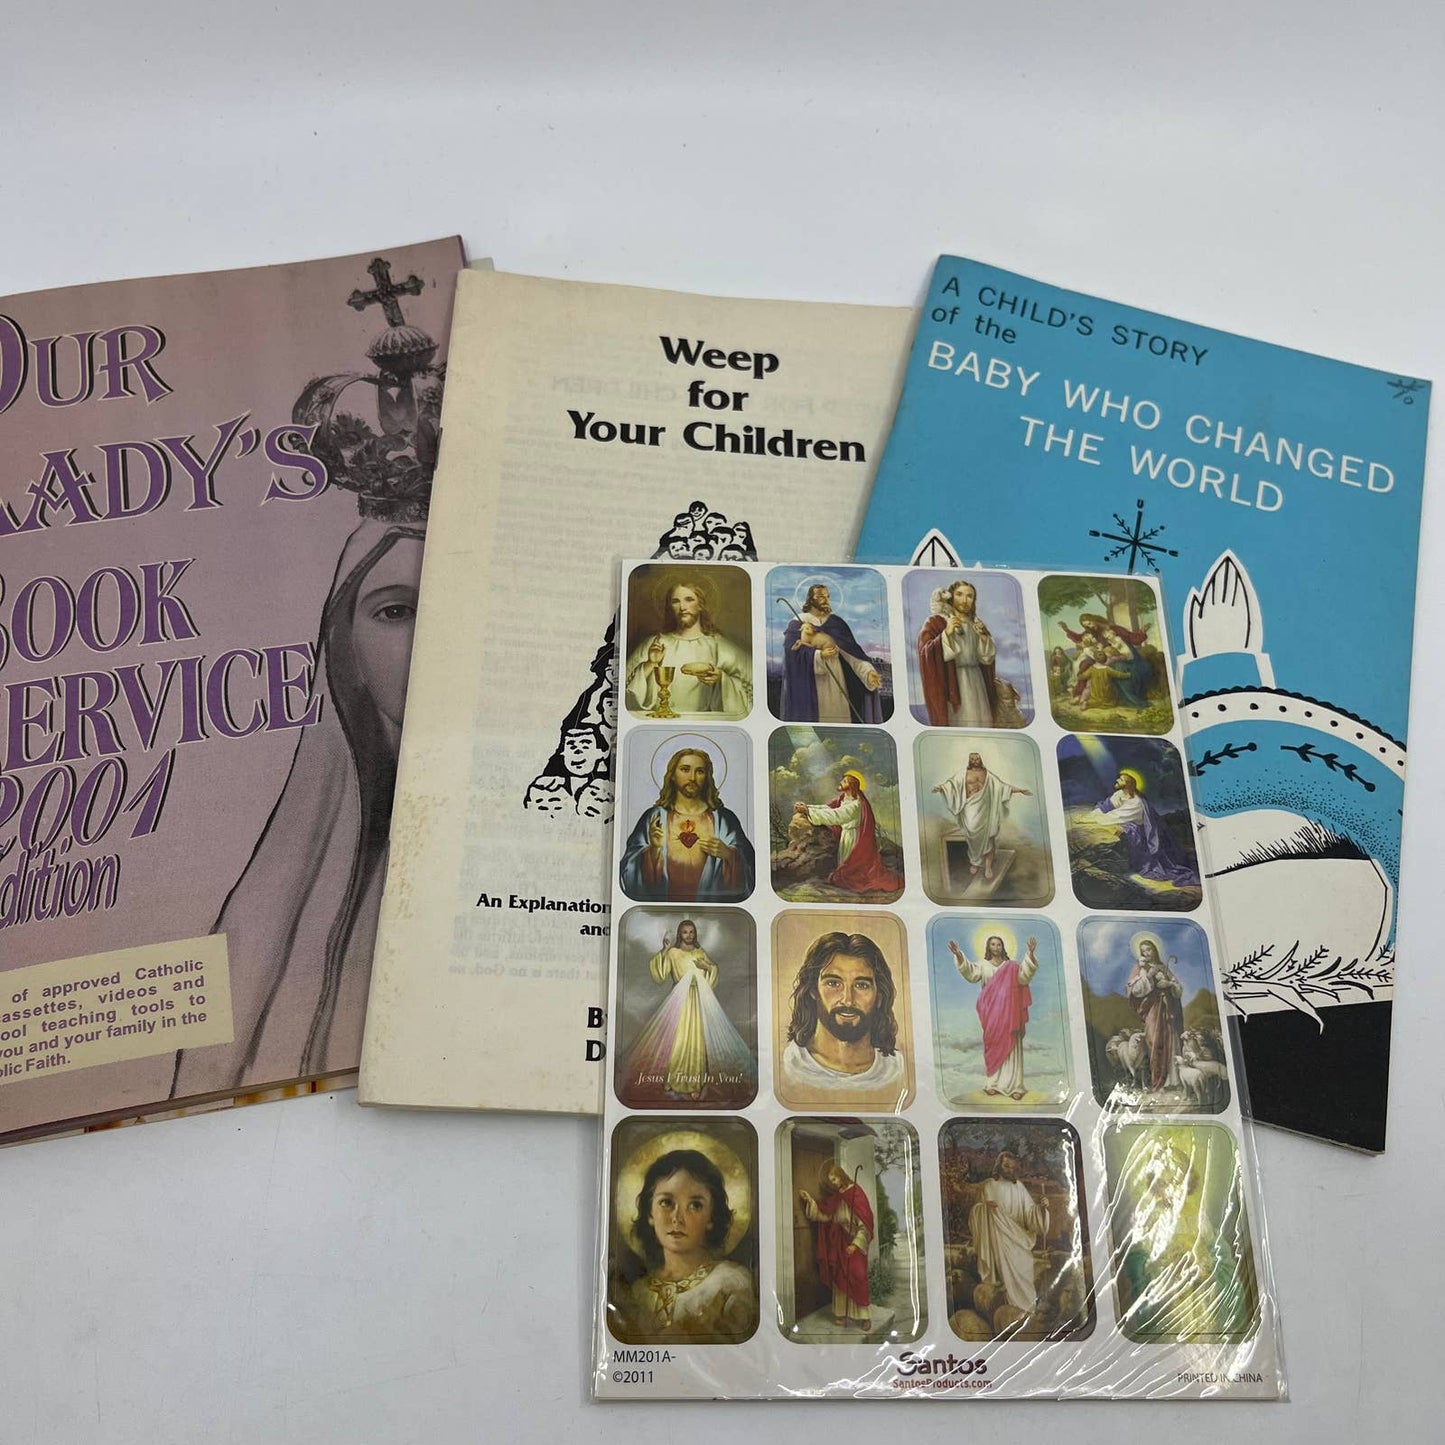 OUR
LADY'S
BOOK
SERVICE
2001
Edition
of approved Catholic
cassettes, videos and
ool teaching tools to
you and your family in the
olic Faith.
Weep
for
Your Children
An Explanation
and
A CHILD'S STORY
of the
BABY WHO CHANGED
THE WORLD
Jesus I Trust In You!
MM201A-
©2011
Santos
SantosProducts.com
PRINTED IN CHINA